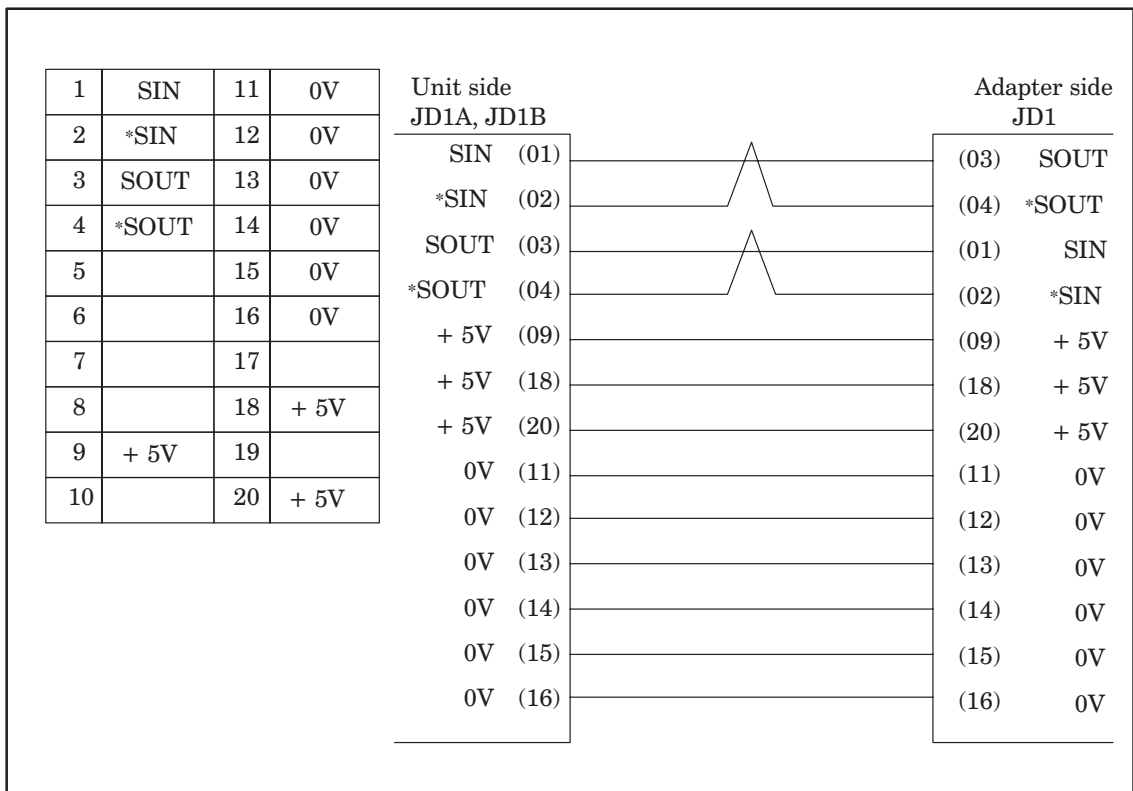 1 SIN 11 0V
2 *SIN 12 0V
3 SOUT 13 0V
4 *SOUT 14 0V
5 15 0V
6 16 0V
7 17
8 18 + 5V
9 + 5V 19
10 20 + 5V
Unit side
JD1A, JD1B
Adapter side
JD1
SIN (01) (03) SOUT
*SIN (02) (04) *SOUT
SOUT (03) (01) SIN
*SOUT (04) (02) *SIN
+ 5V (09) (09) + 5V
+ 5V (18) (18) + 5V
+ 5V (20) (20) + 5V
0V (11) (11) 0V
0V (12) (12) 0V
0V (13) (13) 0V
0V (14) (14) 0V
0V (15) (15) 0V
0V (16) (16) 0V